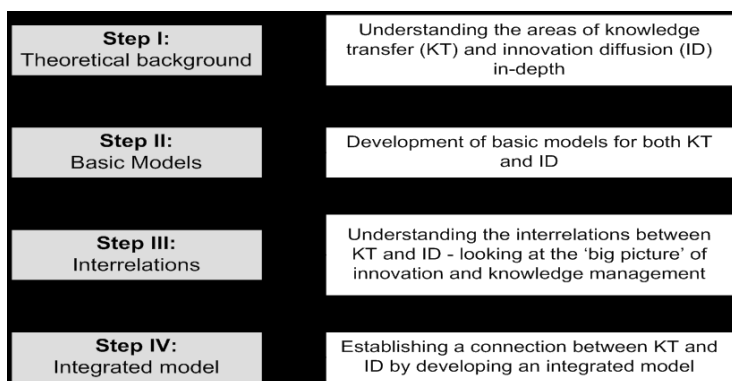 Step I:
Theoretical background
Understanding the areas of knowledge
transfer (KT) and innovation diffusion (ID)
in-depth
Step II:
Basic Models
Development of basic models for both KT
and ID
Step III:
Interrelations
Understanding the interrelations between
KT and ID - looking at the ‘big picture’ of
innovation and knowledge management
Step IV:
Integrated model
Establishing a connection between KT and
ID by developing an integrated model